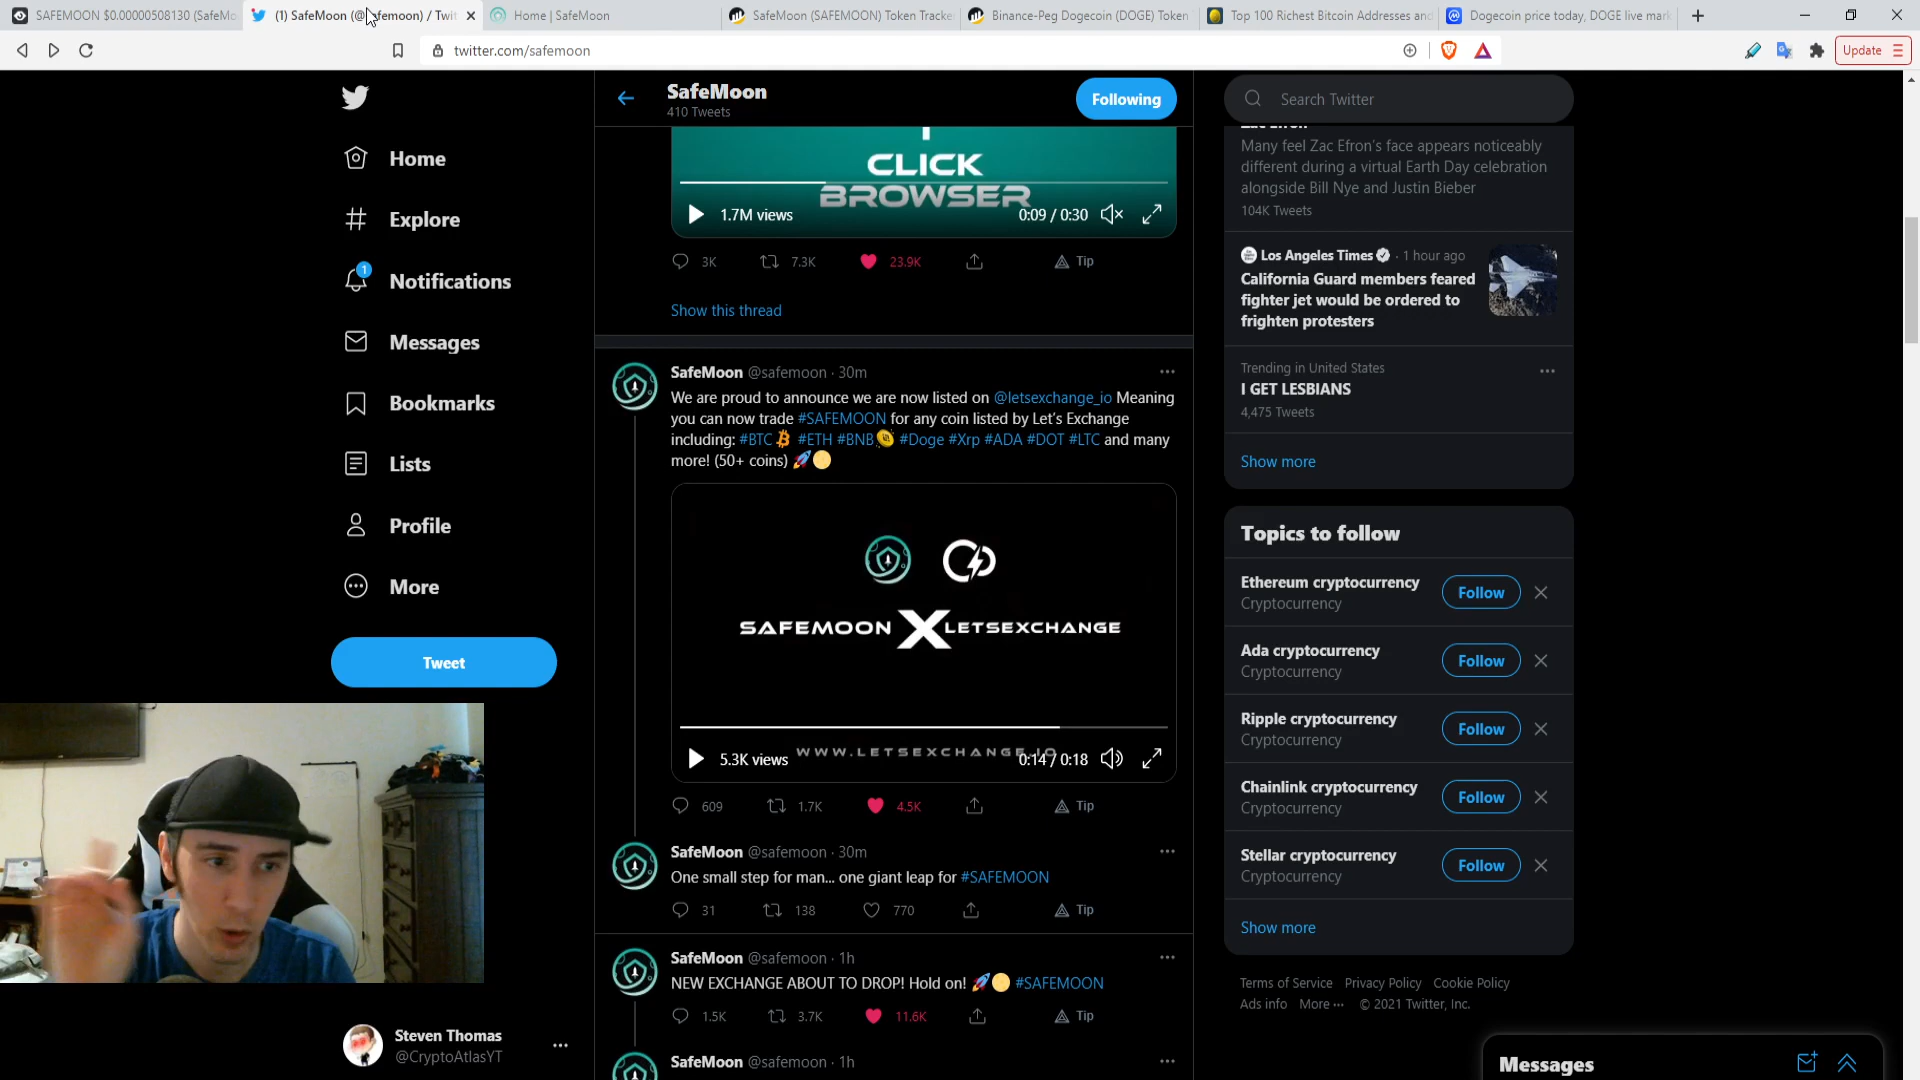 SAFEMOON $0.00000508130 (SafeMo
(1) SafeMoon (@safemoon) / Twit
Home | SafeMoon
SafeMoon (SAFEMOON) Token Tracke
Binance-Peg Dogecoin (DOGE) Token
Top 100 Richest Bitcoin Addresses and
Dogecoin price today, DOGE live mark
twitter.com/safemoon
Update
Home
Explore
1
Notifications
Messages
Bookmarks
Lists
Profile
More
Tweet
Steven Thomas
@CryptoAtlasYT
SafeMoon
410 Tweets
Following
CLICK
BROWSER
1.7M views
0:09 / 0:30
3K
7.3K
23.9K
Tip
Show this thread
SafeMoon @safemoon · 30m
We are proud to announce we are now listed on @letsexchange_io Meaning
you can now trade #SAFEMOON for any coin listed by Let's Exchange
including: #BTC #ETH #BNB #Doge #Xrp #ADA #DOT #LTC and many
more! (50+ coins) 🚀🌕
SAFEMOON X LETSEXCHANGE
WWW.LETSEXCHANGE.IO
5.3K views
0:14 / 0:18
609
1.7K
4.5K
Tip
SafeMoon @safemoon · 30m
One small step for man... one giant leap for #SAFEMOON
31
138
770
Tip
SafeMoon @safemoon · 1h
NEW EXCHANGE ABOUT TO DROP! Hold on! 🚀🌕 #SAFEMOON
1.5K
3.7K
11.6K
Tip
SafeMoon @safemoon · 1h
Search Twitter
Zac Efron
Many feel Zac Efron's face appears noticeably
different during a virtual Earth Day celebration
alongside Bill Nye and Justin Bieber
104K Tweets
Los Angeles Times · 1 hour ago
California Guard members feared
fighter jet would be ordered to
frighten protesters
Trending in United States
I GET LESBIANS
4,475 Tweets
Show more
Topics to follow
Ethereum cryptocurrency
Cryptocurrency
Follow
Ada cryptocurrency
Cryptocurrency
Follow
Ripple cryptocurrency
Cryptocurrency
Follow
Chainlink cryptocurrency
Cryptocurrency
Follow
Stellar cryptocurrency
Cryptocurrency
Follow
Show more
Terms of Service Privacy Policy Cookie Policy
Ads info More ··· © 2021 Twitter, Inc.
Messages